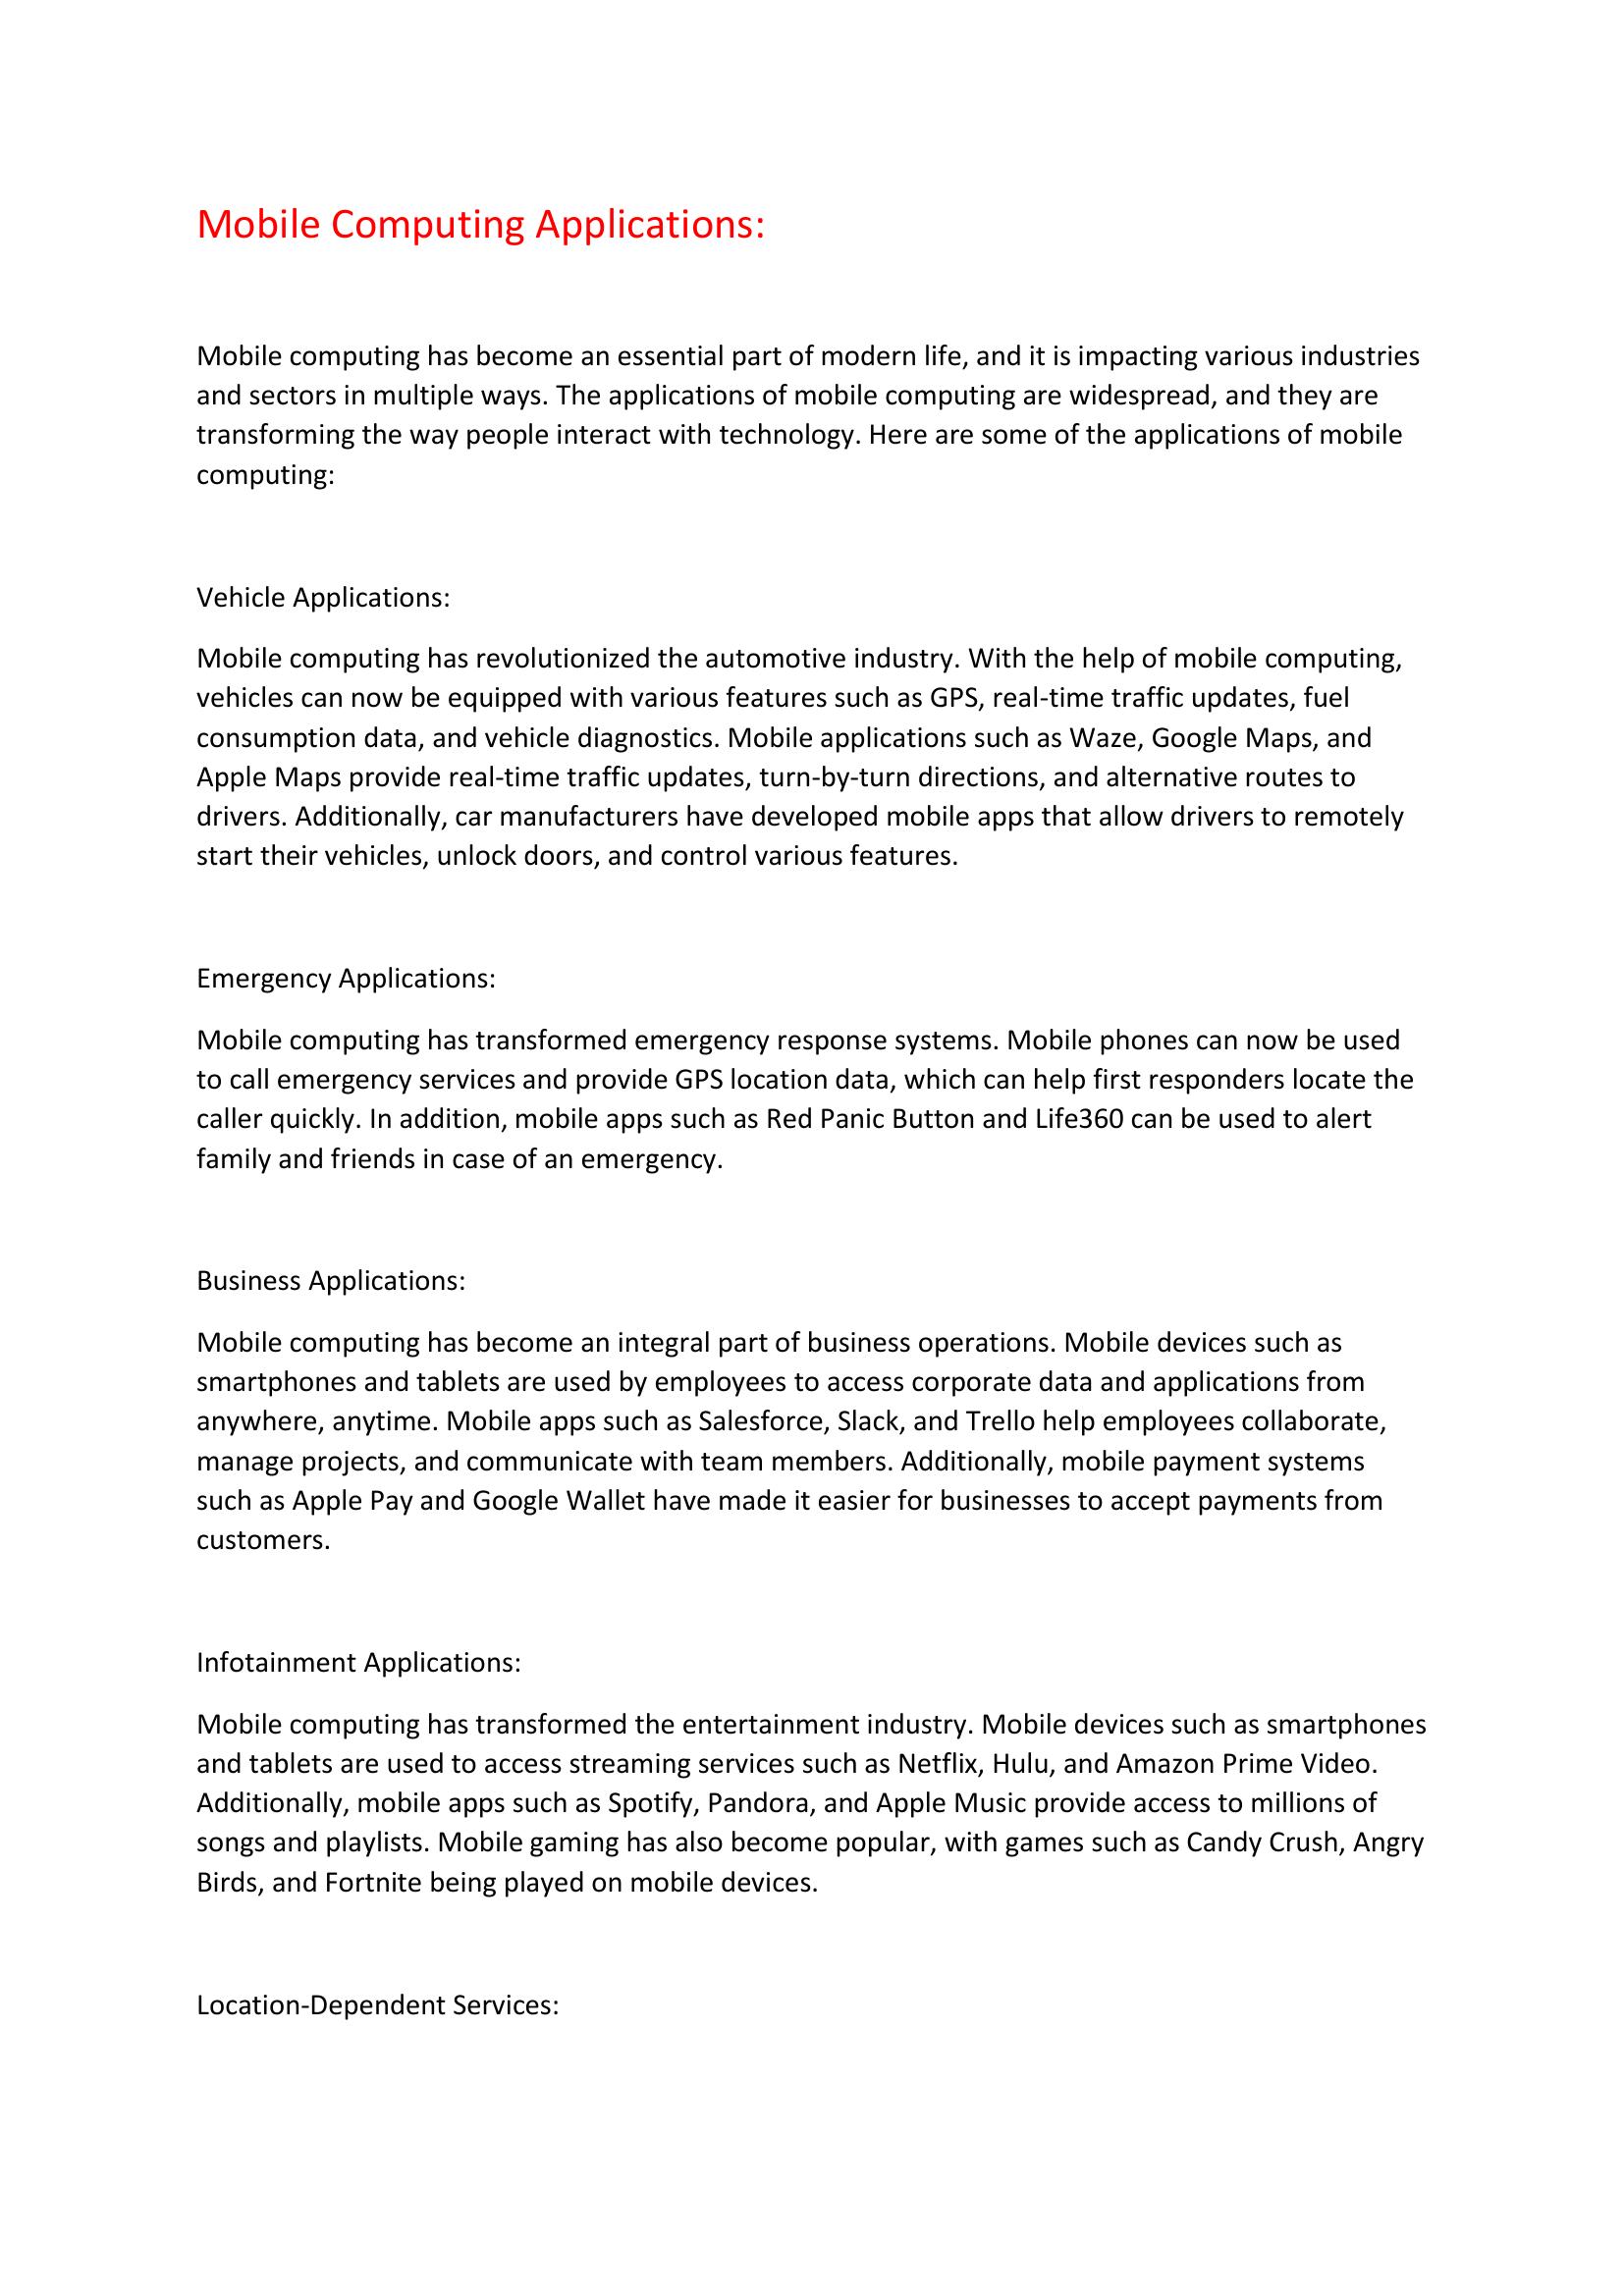 Mobile Computing Applications:
Mobile computing has become an essential part of modern life, and it is impacting various industries
and sectors in multiple ways. The applications of mobile computing are widespread, and they are
transforming the way people interact with technology. Here are some of the applications of mobile
computing:
Vehicle Applications:
Mobile computing has revolutionized the automotive industry. With the help of mobile computing,
vehicles can now be equipped with various features such as GPS, real-time traffic updates, fuel
consumption data, and vehicle diagnostics. Mobile applications such as Waze, Google Maps, and
Apple Maps provide real-time traffic updates, turn-by-turn directions, and alternative routes to
drivers. Additionally, car manufacturers have developed mobile apps that allow drivers to remotely
start their vehicles, unlock doors, and control various features.
Emergency Applications:
Mobile computing has transformed emergency response systems. Mobile phones can now be used
to call emergency services and provide GPS location data, which can help first responders locate the
caller quickly. In addition, mobile apps such as Red Panic Button and Life360 can be used to alert
family and friends in case of an emergency.
Business Applications:
Mobile computing has become an integral part of business operations. Mobile devices such as
smartphones and tablets are used by employees to access corporate data and applications from
anywhere, anytime. Mobile apps such as Salesforce, Slack, and Trello help employees collaborate,
manage projects, and communicate with team members. Additionally, mobile payment systems
such as Apple Pay and Google Wallet have made it easier for businesses to accept payments from
customers.
Infotainment Applications:
Mobile computing has transformed the entertainment industry. Mobile devices such as smartphones
and tablets are used to access streaming services such as Netflix, Hulu, and Amazon Prime Video.
Additionally, mobile apps such as Spotify, Pandora, and Apple Music provide access to millions of
songs and playlists. Mobile gaming has also become popular, with games such as Candy Crush, Angry
Birds, and Fortnite being played on mobile devices.
Location-Dependent Services: